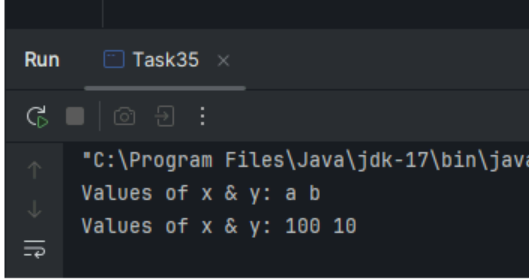 Run Task35
"C:\Program Files\Java\jdk-17\bin\java
Values of x & y: a b
Values of x & y: 100 10